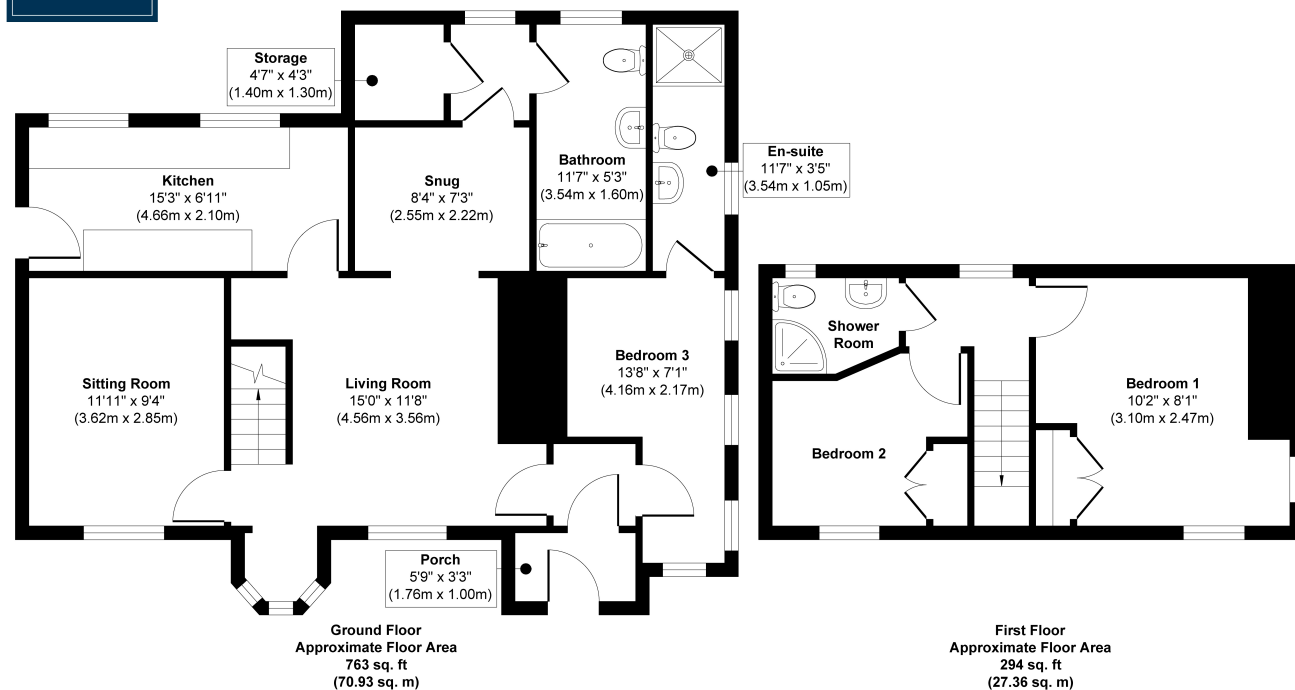 Storage
4'7" x 4'3"
(1.40m x 1.30m)
Kitchen
15'3" x 6'11"
(4.66m x 2.10m)
Snug
8'4" x 7'3"
(2.55m x 2.22m)
Bathroom
11'7" x 5'3"
(3.54m x 1.60m)
En-suite
11'7" x 3'5"
(3.54m x 1.05m)
Sitting Room
11'11" x 9'4"
(3.62m x 2.85m)
Living Room
15'0" x 11'8"
(4.56m x 3.56m)
Bedroom 3
13'8" x 7'1"
(4.16m x 2.17m)
Porch
5'9" x 3'3"
(1.76m x 1.00m)
Ground Floor
Approximate Floor Area
763 sq. ft
(70.93 sq. m)
Shower
Room
Bedroom 1
10'2" x 8'1"
(3.10m x 2.47m)
Bedroom 2
First Floor
Approximate Floor Area
294 sq. ft
(27.36 sq. m)